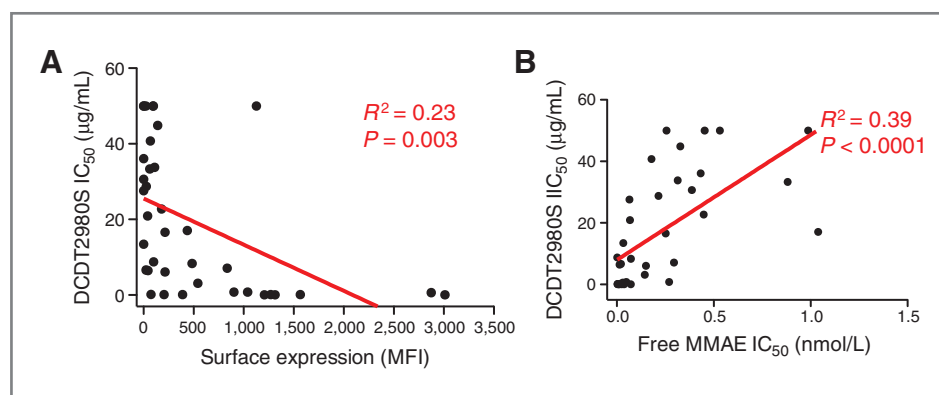 A
DCDT2980S IC50 (μg/mL)
60
40
20
0
R² = 0.23
P = 0.003
0
500
1,000
1,500
2,000
2,500
3,000
3,500
Surface expression (MFI)
B
DCDT2980S IIC50 (μg/mL)
60
40
20
0
R² = 0.39
P < 0.0001
0.0
0.5
1.0
1.5
Free MMAE IC50 (nmol/L)